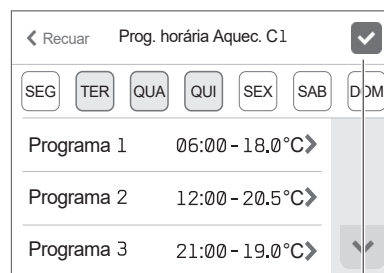 Recuar Prog. horária Aquec. C1
SEG TER QUA QUI SEX SAB DOM
Programa 1 06:00 - 18.0°C
Programa 2 12:00 - 20.5°C
Programa 3 21:00 - 19.0°C